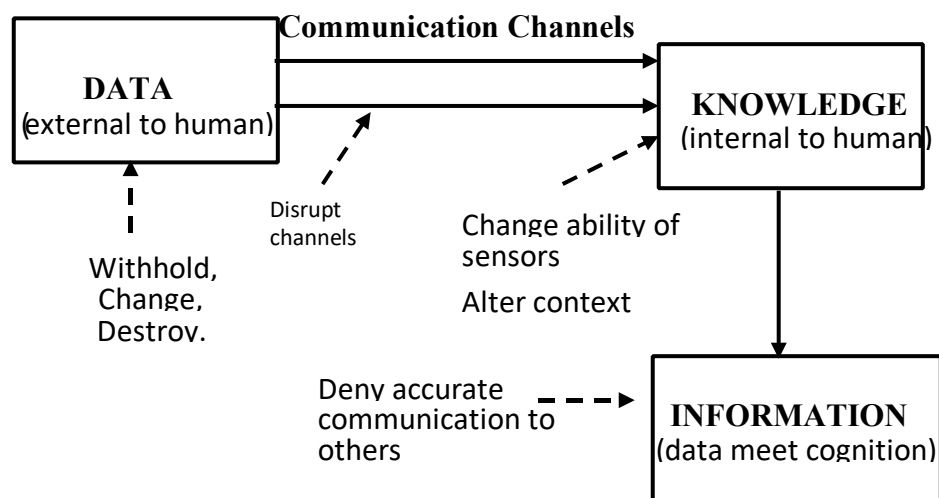 Communication Channels
DATA
(external to human)
KNOWLEDGE
(internal to human)
Disrupt
channels
Change ability of
sensors
Alter context
Withhold,
Change,
Destroy.
Deny accurate
communication to
others
INFORMATION
(data meet cognition)